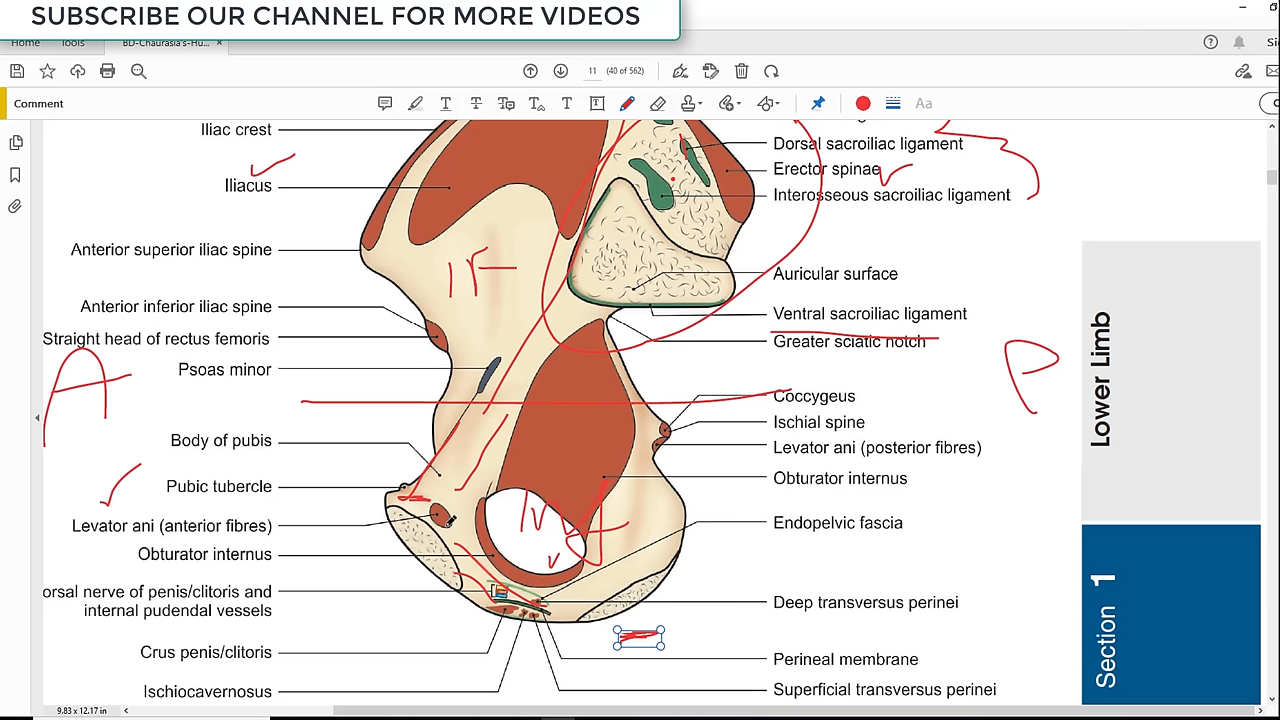 SUBSCRIBE OUR CHANNEL FOR MORE VIDEOS
Home Tools BD-Chaurasia's-Hu... ×
11 (40 of 562)
Comment
Aa
Iliac crest
Iliacus
Anterior superior iliac spine
Anterior inferior iliac spine
Straight head of rectus femoris
Psoas minor
Body of pubis
Pubic tubercle
Levator ani (anterior fibres)
Obturator internus
orsal nerve of penis/clitoris and
internal pudendal vessels
Crus penis/clitoris
Ischiocavernosus
Dorsal sacroiliac ligament
Erector spinae
Interosseous sacroiliac ligament
Auricular surface
Ventral sacroiliac ligament
Greater sciatic notch
Coccygeus
Ischial spine
Levator ani (posterior fibres)
Obturator internus
Endopelvic fascia
Deep transversus perinei
Perineal membrane
Superficial transversus perinei
A
P
Lower Limb
Section 1
9.83 x 12.17 in